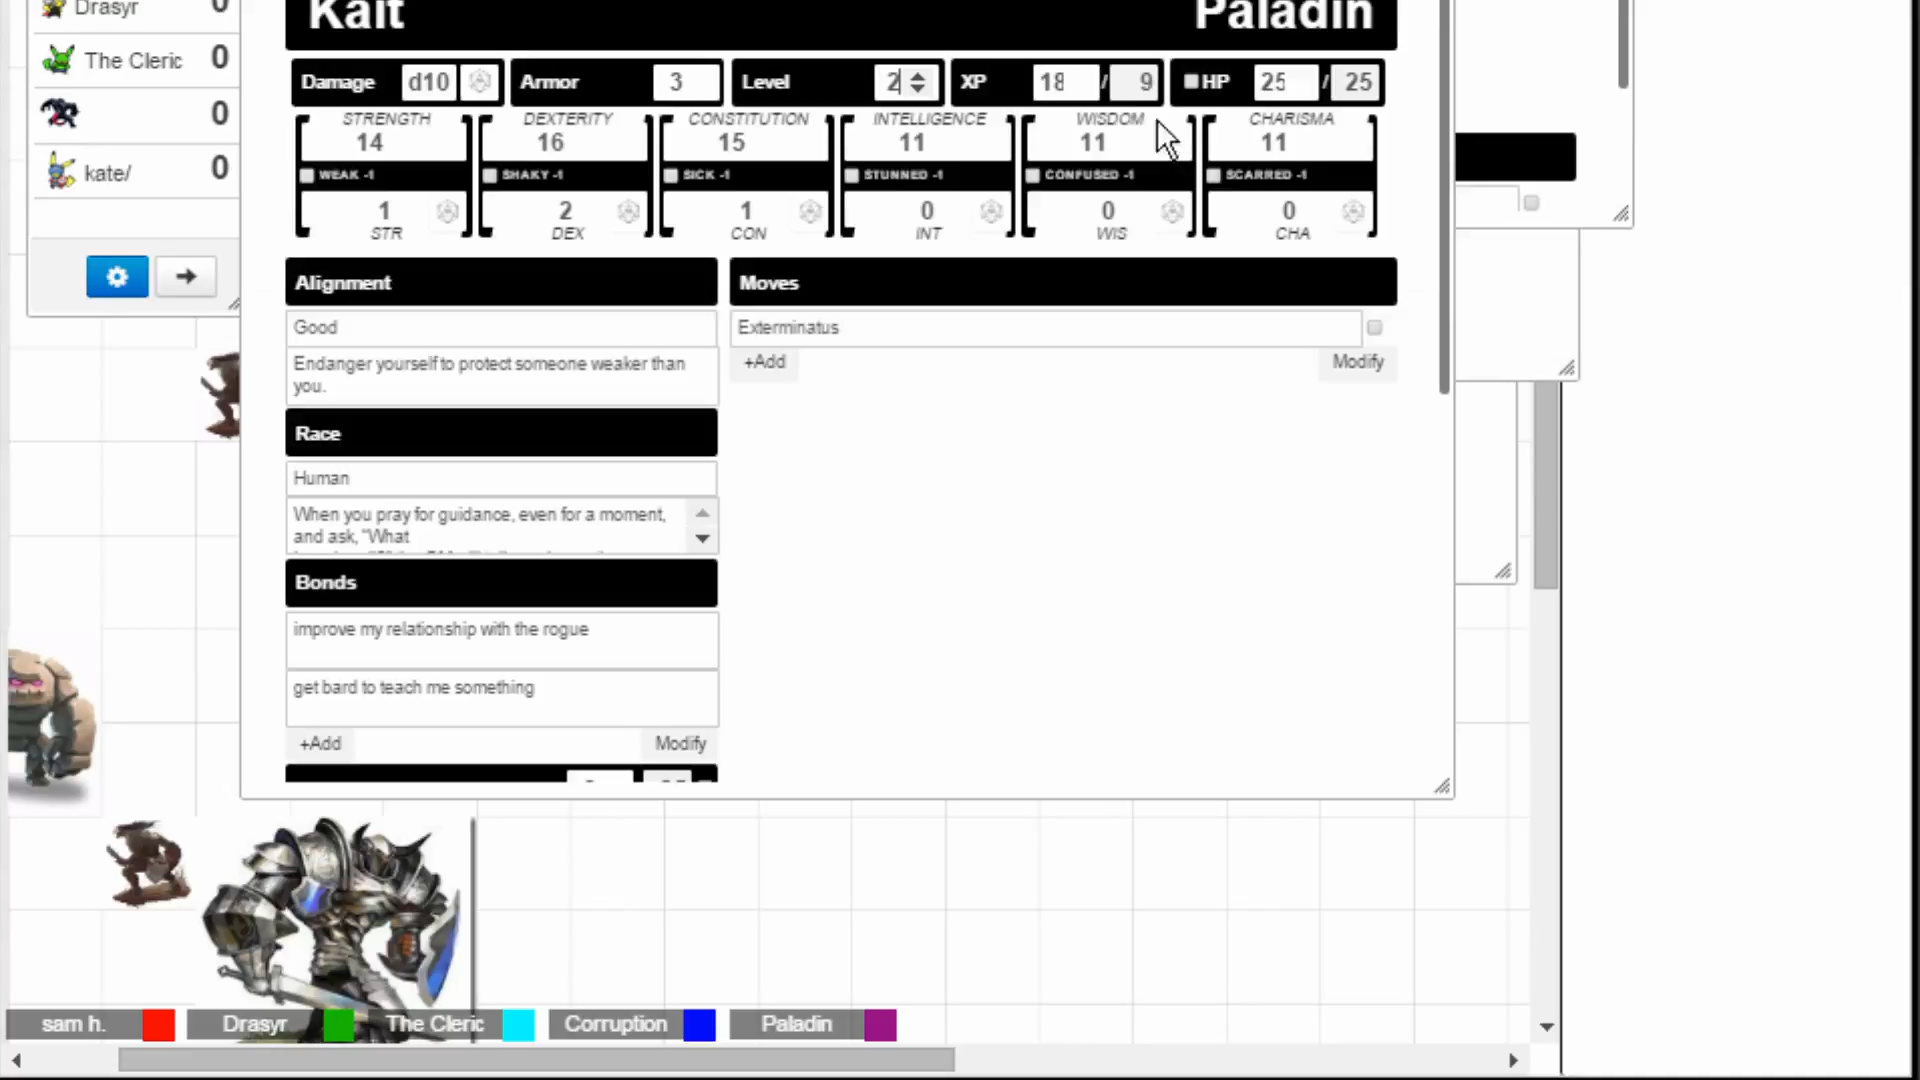 Kait Paladin
Drasyr 0
The Cleric 0
0
kate/ 0
Damage d10 Armor 3 Level 2 XP 18 / 9 HP 25 / 25
STRENGTH DEXTERITY CONSTITUTION INTELLIGENCE WISDOM CHARISMA
14 16 15 11 11 11
WEAK -1 SHAKY -1 SICK -1 STUNNED -1 CONFUSED -1 SCARRED -1
1 2 1 0 0 0
STR DEX CON INT WIS CHA
Alignment
Good
Endanger yourself to protect someone weaker than
you.
Race
Human
When you pray for guidance, even for a moment,
and ask, "What
Bonds
improve my relationship with the rogue
get bard to teach me something
+Add Modify
Moves
Exterminatus
+Add Modify
sam h. Drasyr The Cleric Corruption Paladin